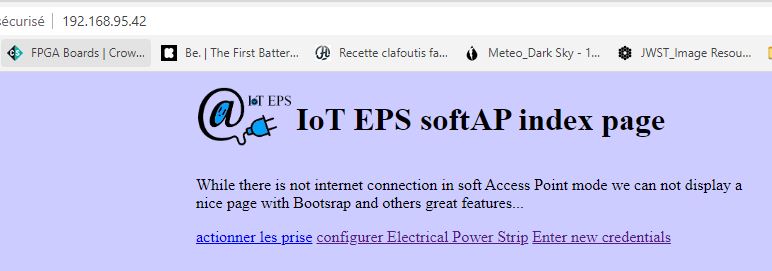 sécurisé | 192.168.95.42
FPGA Boards | Crow... Be. | The First Batter... Recette clafoutis fa... Meteo_Dark Sky - 1... JWST_Image Resou...
IoT EPS
IoT EPS softAP index page
While there is not internet connection in soft Access Point mode we can not display a
nice page with Bootsrap and others great features...
actionner les prise configurer Electrical Power Strip Enter new credentials